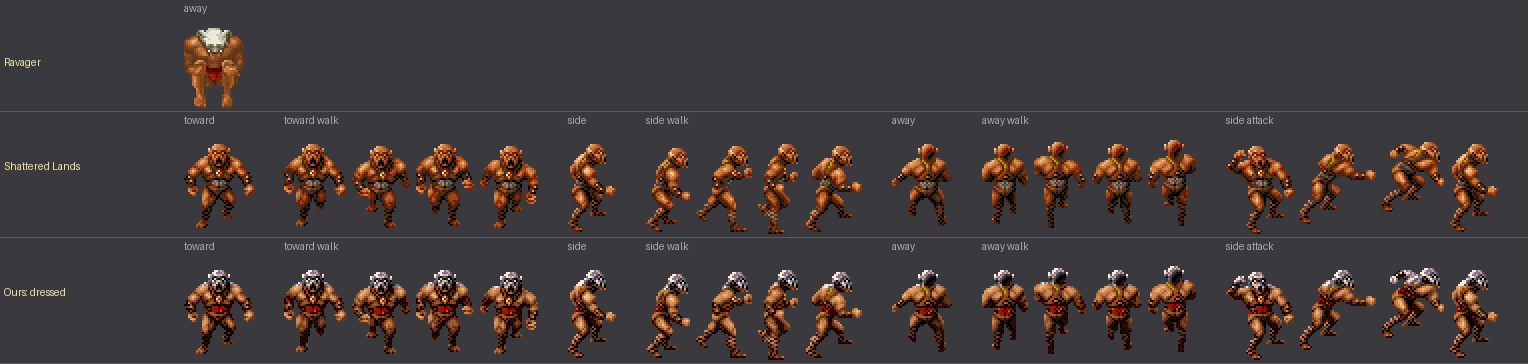 away
Ravager
toward toward walk side side walk away away walk side attack
Shattered Lands
toward toward walk side side walk away away walk side attack
Ours: dressed